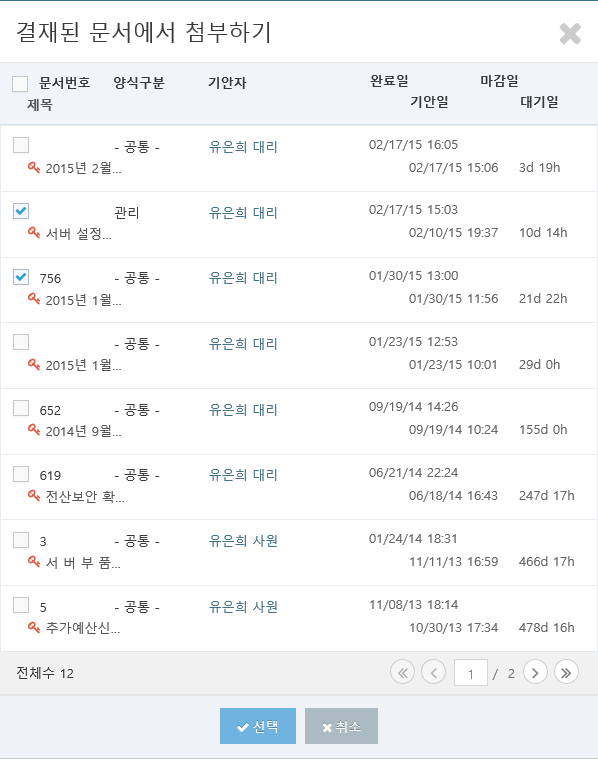 결재된 문서에서 첨부하기
문서번호 양식구분 기안자 완료일 마감일
제목 기안일 대기일
- 공통 - 유은희 대리 02/17/15 16:05
2015년 2월... 02/17/15 15:06 3d 19h
관리 유은희 대리 02/17/15 15:03
서버 설정... 02/10/15 19:37 10d 14h
756 - 공통 - 유은희 대리 01/30/15 13:00
2015년 1월... 01/30/15 11:56 21d 22h
- 공통 - 유은희 대리 01/23/15 12:53
2015년 1월... 01/23/15 10:01 29d 0h
652 - 공통 - 유은희 대리 09/19/14 14:26
2014년 9월... 09/19/14 10:24 155d 0h
619 - 공통 - 유은희 대리 06/21/14 22:24
전산보안 확... 06/18/14 16:43 247d 17h
3 - 공통 - 유은희 사원 01/24/14 18:31
서 버 부 품... 11/11/13 16:59 466d 17h
5 - 공통 - 유은희 사원 11/08/13 18:14
추가예산신... 10/30/13 17:34 478d 16h
전체수 12 1 / 2
선택 취소